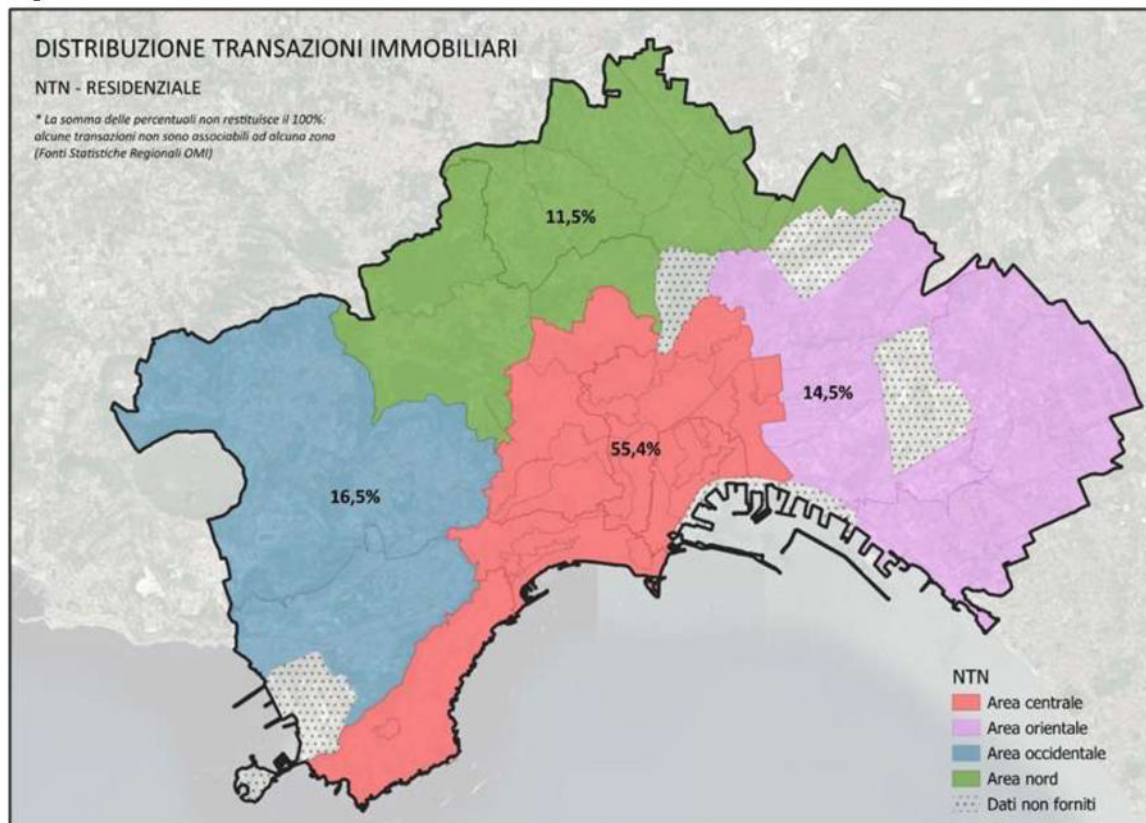 DISTRIBUZIONE TRANSAZIONI IMMOBILIARI
NTN - RESIDENZIALE
* La somma delle percentuali non restituisce il 100%:
alcune transazioni non sono associabili ad alcuna zona
(Fonti Statistiche Regionali OMI)
11,5%
14,5%
55,4%
16,5%
NTN
Area centrale
Area orientale
Area occidentale
Area nord
Dati non forniti